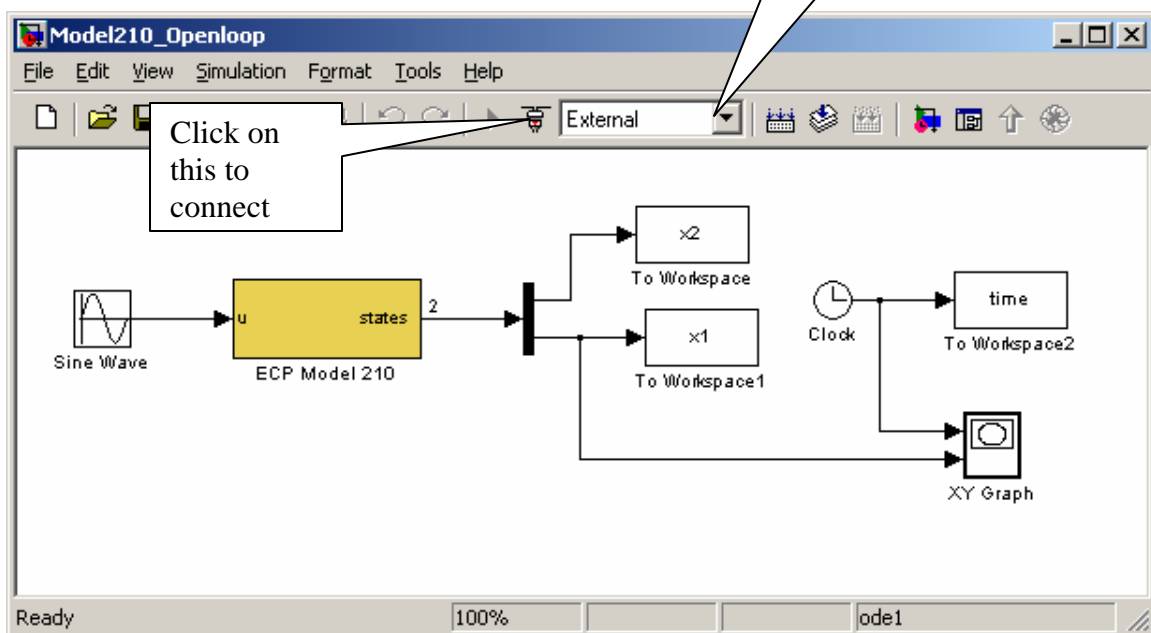 Model210_Openloop
File Edit View Simulation Format Tools Help
External
Click on
this to
connect
x2
To Workspace
time
Clock
To Workspace2
u
states
2
x1
Sine Wave
ECP Model 210
To Workspace1
XY Graph
Ready
100%
ode1